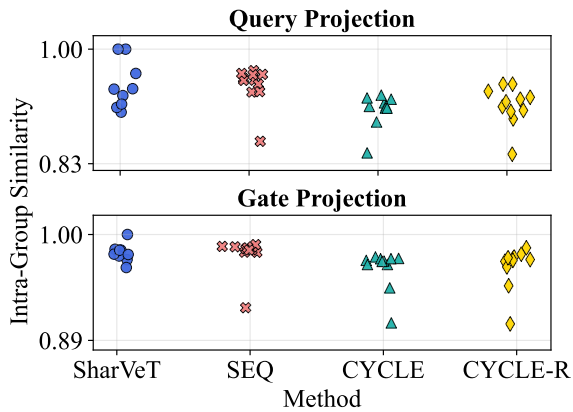 Query Projection
1.00
0.83
Intra-Group Similarity
Gate Projection
1.00
0.89
SharVeT SEQ CYCLE CYCLE-R
Method